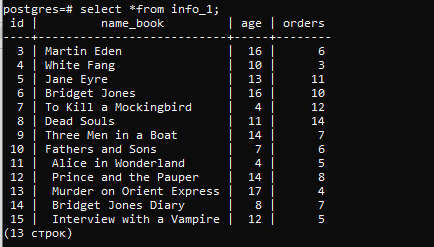 postgres=# select *from info_1;
 id |         name_book         | age | orders
----+---------------------------+-----+--------
  3 | Martin Eden               |  16 |      6
  4 | White Fang                |  10 |      3
  5 | Jane Eyre                 |  13 |     11
  6 | Bridget Jones             |  16 |     10
  7 | To Kill a Mockingbird     |   4 |     12
  8 | Dead Souls                |  11 |     14
  9 | Three Men in a Boat       |  14 |      7
 10 | Fathers and Sons          |   7 |      6
 11 |  Alice in Wonderland      |   4 |      5
 12 |  Prince and the Pauper    |  14 |      8
 13 |  Murder on Orient Express |  17 |      4
 14 |  Bridget Jones Diary      |   8 |      7
 15 |  Interview with a Vampire |  12 |      5
(13 строк)